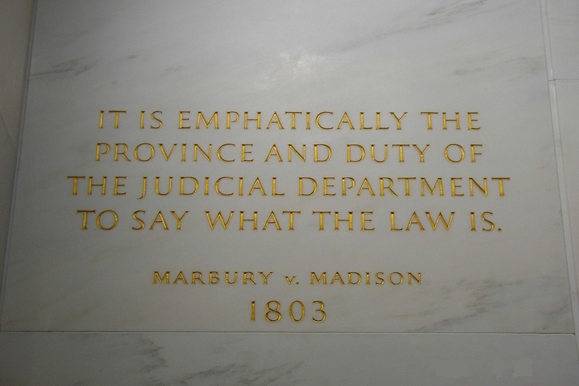 IT IS EMPHATICALLY THE
PROVINCE AND DUTY OF
THE JUDICIAL DEPARTMENT
TO SAY WHAT THE LAW IS.
MARBURY v. MADISON
1803